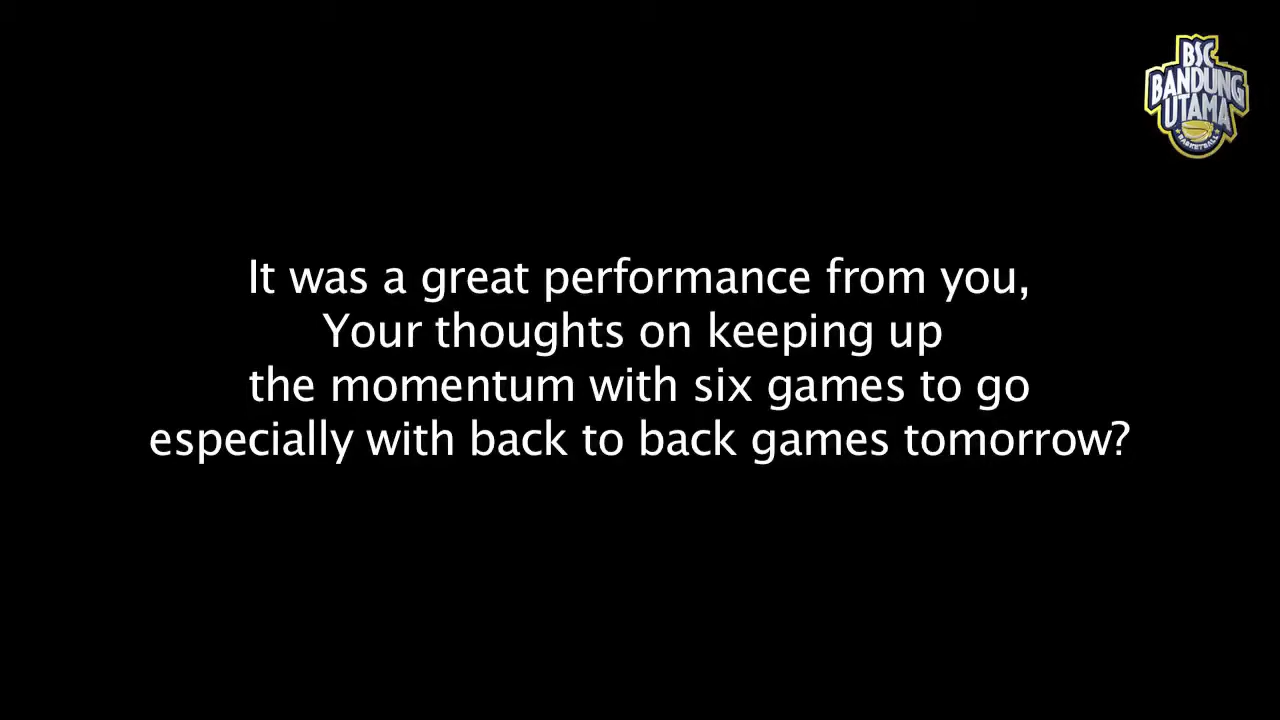 BSC
BANDUNG
UTAMA
BASKETBALL
It was a great performance from you,
Your thoughts on keeping up
the momentum with six games to go
especially with back to back games tomorrow?